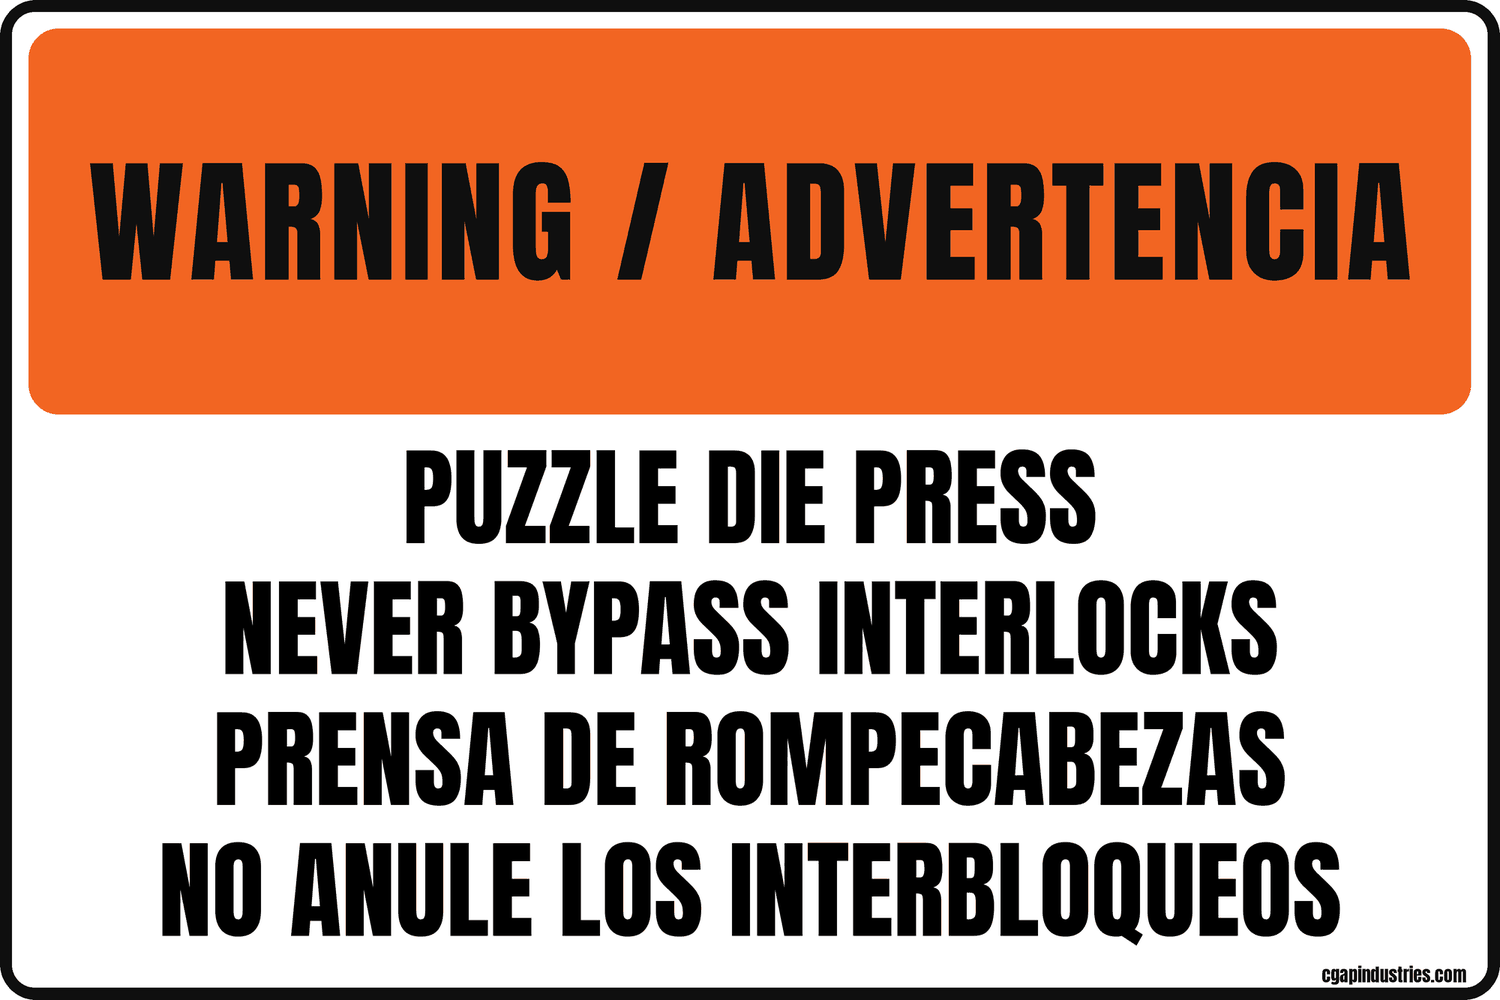 WARNING / ADVERTENCIA
PUZZLE DIE PRESS
NEVER BYPASS INTERLOCKS
PRENSA DE ROMPECABEZAS
NO ANULE LOS INTERBLOQUEOS
cgapindustries.com